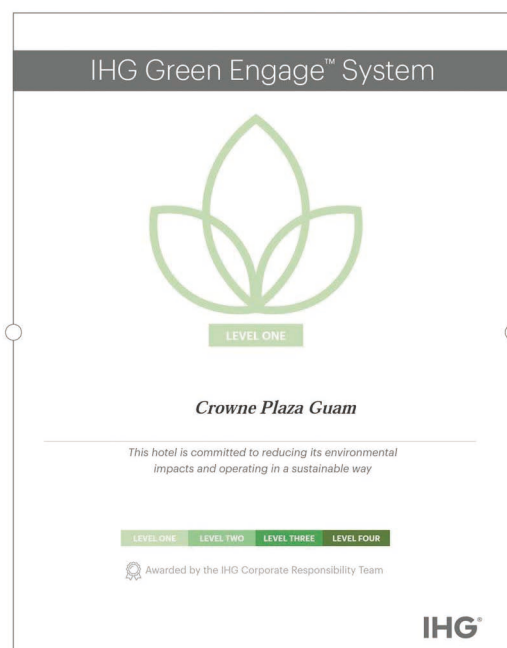 IHG Green Engage™ System
LEVEL ONE
Crowne Plaza Guam
This hotel is committed to reducing its environmental
impacts and operating in a sustainable way
LEVEL ONE LEVEL TWO LEVEL THREE LEVEL FOUR
Awarded by the IHG Corporate Responsibility Team
IHG®